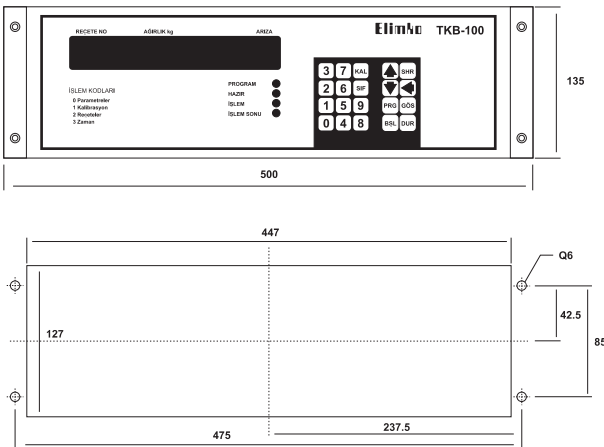 RECETE NO AĞIRLIK kg ARIZA
Elimko TKB-100
3 7 KAL SHR
2 6 SIF
1 5 9 PRG GÖS
0 4 8 BSL DUR
İŞLEM KODLARI
0 Parametreler
1 Kalibrasyon
2 Receteler
3 Zaman
PROGRAM
HAZIR
İŞLEM
İŞLEM SONU
135
500
447
Q6
42.5
85
127
237.5
475